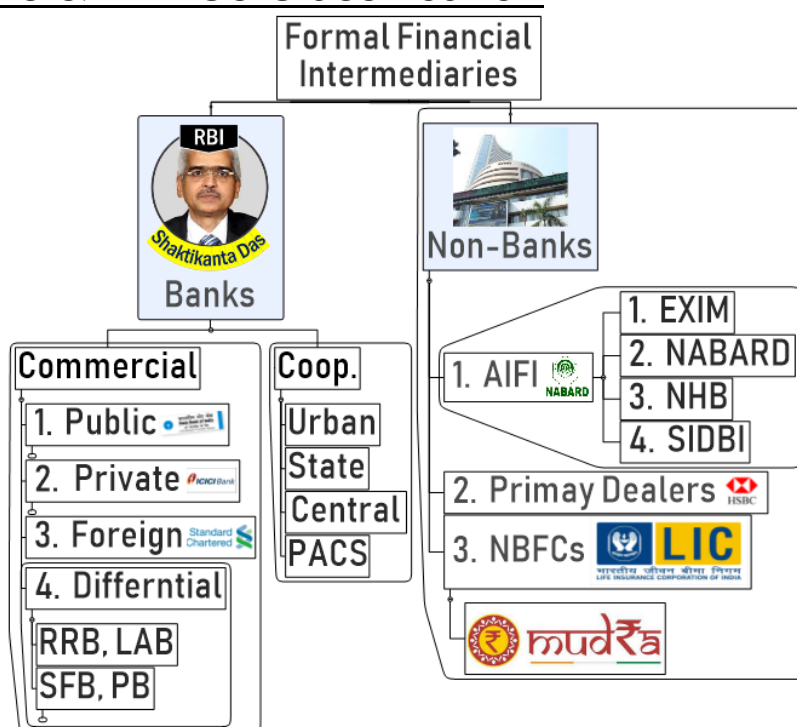 Formal Financial
Intermediaries
RBI
Shaktikanta Das
Banks
Non-Banks
Commercial
1. Public
2. Private ICICI Bank
3. Foreign Standard
Chartered
4. Differntial
RRB, LAB
SFB, PB
Coop.
Urban
State
Central
PACS
1. AIFI
NABARD
1. EXIM
2. NABARD
3. NHB
4. SIDBI
2. Primay Dealers
HSBC
3. NBFCs LIC
भारतीय जीवन बीमा निगम
LIFE INSURANCE CORPORATION OF INDIA
₹ mud₹a